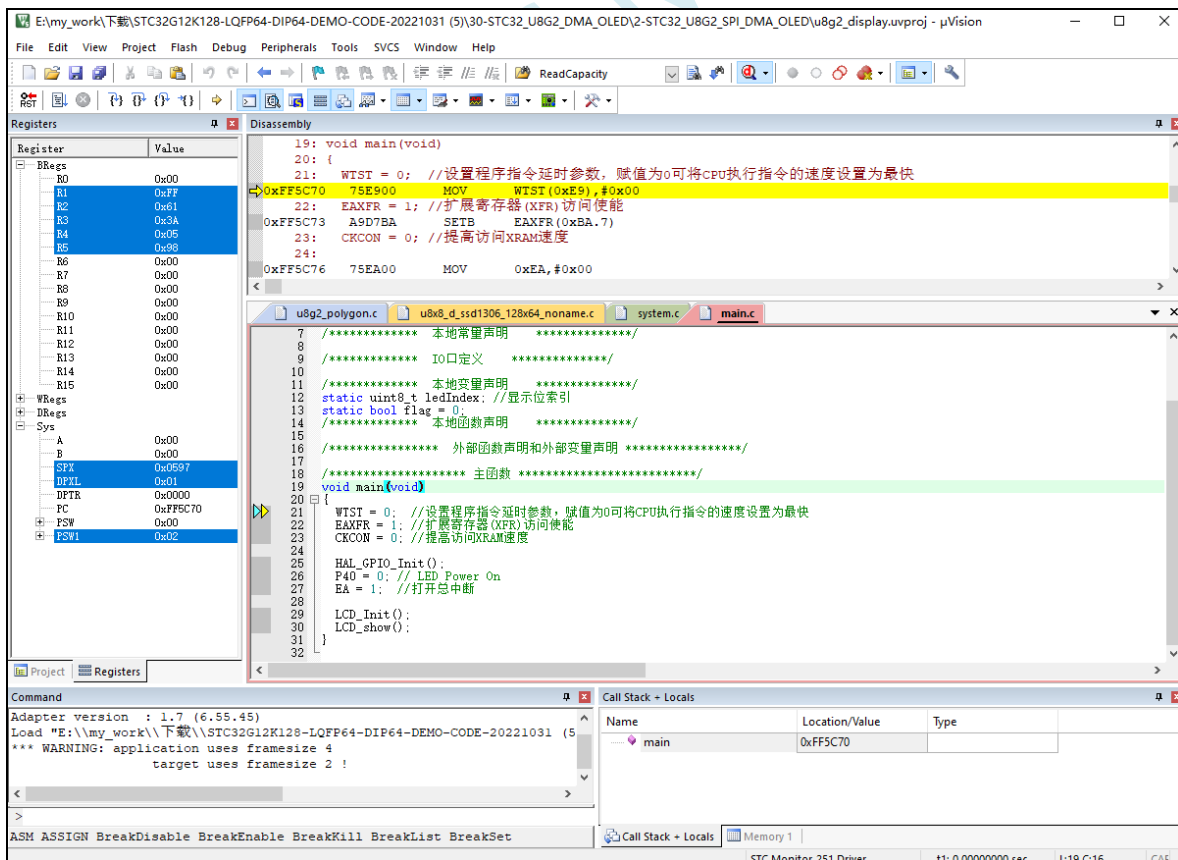 E:\my_work\下载\STC32G12K128-LQFP64-DIP64-DEMO-CODE-20221031 (5)\30-STC32_U8G2_DMA_OLED\2-STC32_U8G2_SPI_DMA_OLED\u8g2_display.uvproj - µVision
File Edit View Project Flash Debug Peripherals Tools SVCS Window Help
ReadCapacity
RST
Registers
Register Value
BRegs
R0 0x00
R1 0xFF
R2 0x61
R3 0x3A
R4 0x05
R5 0x98
R6 0x00
R7 0x00
R8 0x00
R9 0x00
R10 0x00
R11 0x00
R12 0x00
R13 0x00
R14 0x00
R15 0x00
WRegs
DRegs
Sys
A 0x00
B 0x00
SPX 0x0597
DPXL 0x01
DPTR 0x0000
PC 0xFF5C70
PSW 0x00
PSW1 0x02
Project Registers
Disassembly
19: void main(void)
20: {
21: WTST = 0; //设置程序指令延时参数，赋值为0可将CPU执行指令的速度设置为最快
0xFF5C70 75E900 MOV WTST(0xE9),#0x00
22: EAXFR = 1; //扩展寄存器(XFR)访问使能
0xFF5C73 A9D7BA SETB EAXFR(0xBA.7)
23: CKCON = 0; //提高访问XRAM速度
24:
0xFF5C76 75EA00 MOV 0xEA,#0x00
u8g2_polygon.c u8x8_d_ssd1306_128x64_noname.c system.c main.c
7 /************* 本地常量声明 **************/
8
9 /************* IO口定义 **************/
10
11 /************* 本地变量声明 **************/
12 static uint8_t ledIndex; //显示位索引
13 static bool flag = 0;
14 /************* 本地函数声明 **************/
15
16 /**************** 外部函数声明和外部变量声明 *****************/
17
18 /******************** 主函数 **************************/
19 void main(void)
20 {
21 WTST = 0; //设置程序指令延时参数，赋值为0可将CPU执行指令的速度设置为最快
22 EAXFR = 1; //扩展寄存器(XFR)访问使能
23 CKCON = 0; //提高访问XRAM速度
24
25 HAL_GPIO_Init();
26 P40 = 0; // LED Power On
27 EA = 1; //打开总中断
28
29 LCD_Init();
30 LCD_show();
31 }
32
Command
Adapter version : 1.7 (6.55.45)
Load "E:\\my_work\\下载\\STC32G12K128-LQFP64-DIP64-DEMO-CODE-20221031 (5
*** WARNING: application uses framesize 4
target uses framesize 2 !
>
ASM ASSIGN BreakDisable BreakEnable BreakKill BreakList BreakSet
Call Stack + Locals
Name Location/Value Type
main 0xFF5C70
Call Stack + Locals Memory 1
STC Monitor 251 Driver t1: 0.00000000 sec L:19 C:16 CAP